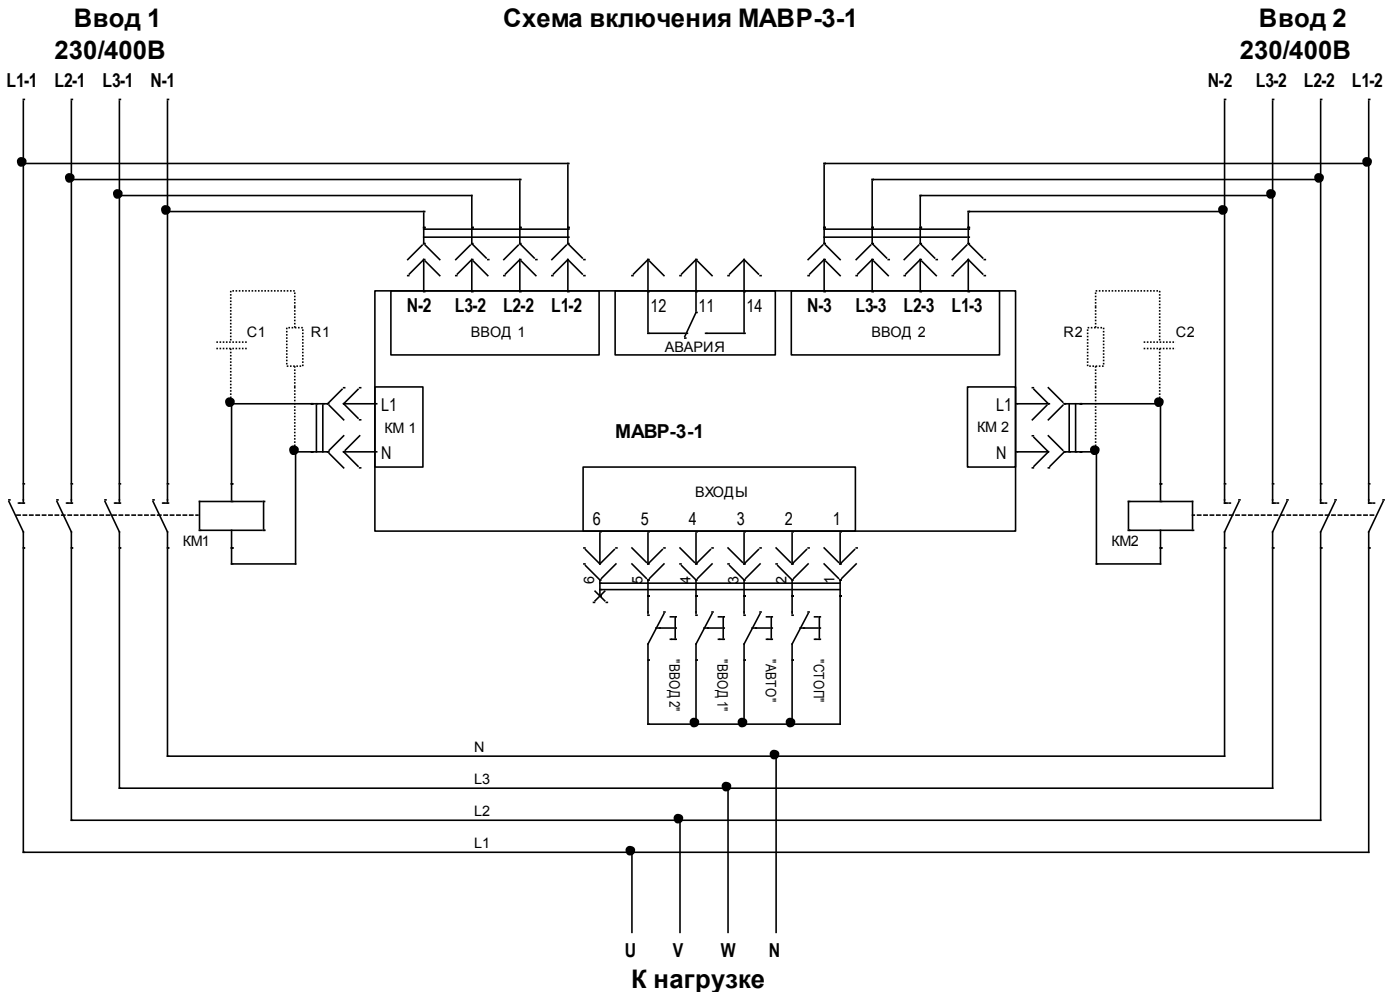 Ввод 1
Схема включения МАВР-3-1
Ввод 2
230/400В
230/400В
L1-1 L2-1 L3-1 N-1
N-2 L3-2 L2-2 L1-2
N-2 L3-2 L2-2 L1-2
12 11 14
N-3 L3-3 L2-3 L1-3
ВВОД 1
АВАРИЯ
ВВОД 2
C1 R1
R2 C2
L1
КМ 1
N
L1
КМ 2
N
МАВР-3-1
ВХОДЫ
6 5 4 3 2 1
КМ1
КМ2
6 5 4 3 2 1
"ВВОД 2"
"ВВОД 1"
"АВТО"
"СТОП"
N
L3
L2
L1
U V W N
К нагрузке